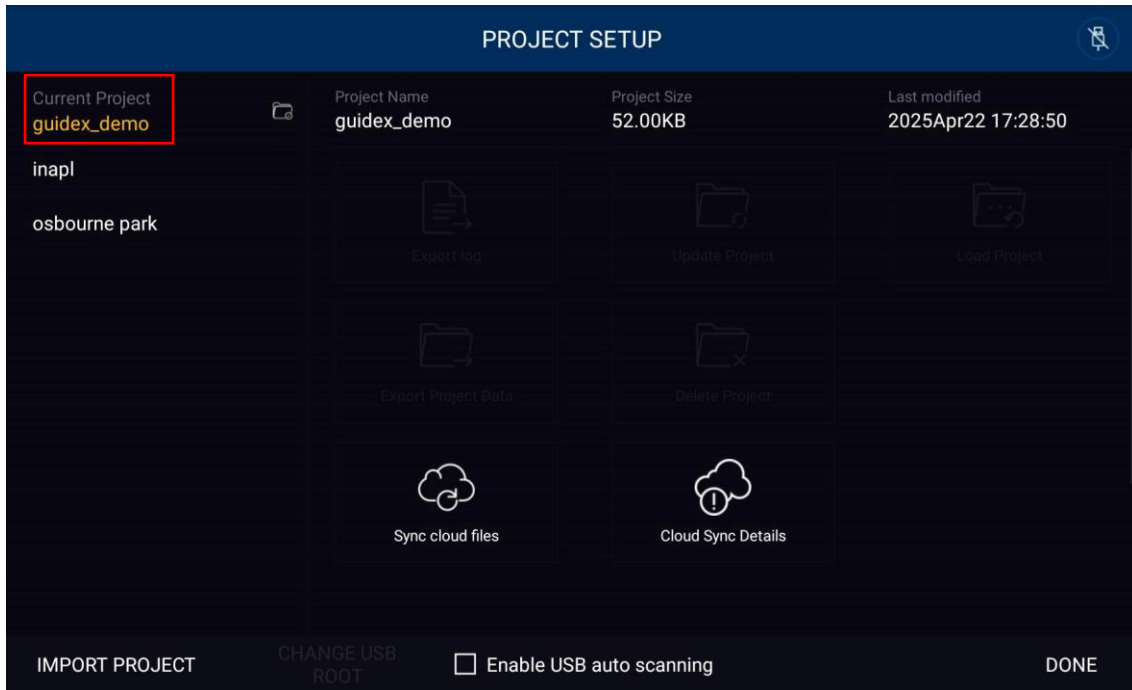 PROJECT SETUP
Current Project
guidex_demo
inapl
osbourne park
Project Name
guidex_demo
Project Size
52.00KB
Last modified
2025Apr22 17:28:50
Export log
Update Project
Load Project
Export Project Data
Delete Project
Sync cloud files
Cloud Sync Details
IMPORT PROJECT
CHANGE USB
ROOT
Enable USB auto scanning
DONE